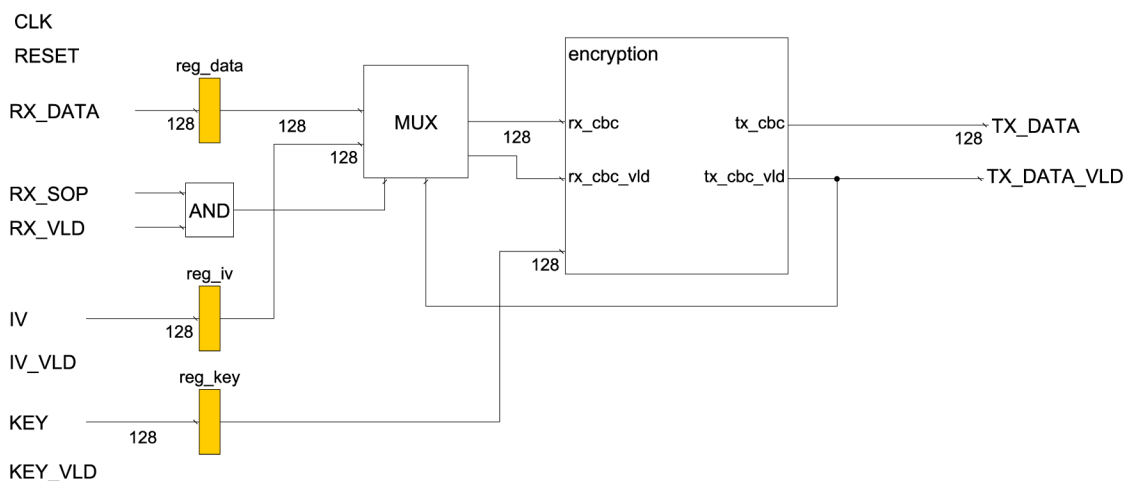 CLK
RESET
encryption
reg_data
RX_DATA
128
128
MUX
128
rx_cbc
tx_cbc
128
TX_DATA
128
RX_SOP
RX_VLD
AND
rx_cbc_vld
tx_cbc_vld
TX_DATA_VLD
128
reg_iv
IV
128
IV_VLD
reg_key
KEY
128
KEY_VLD